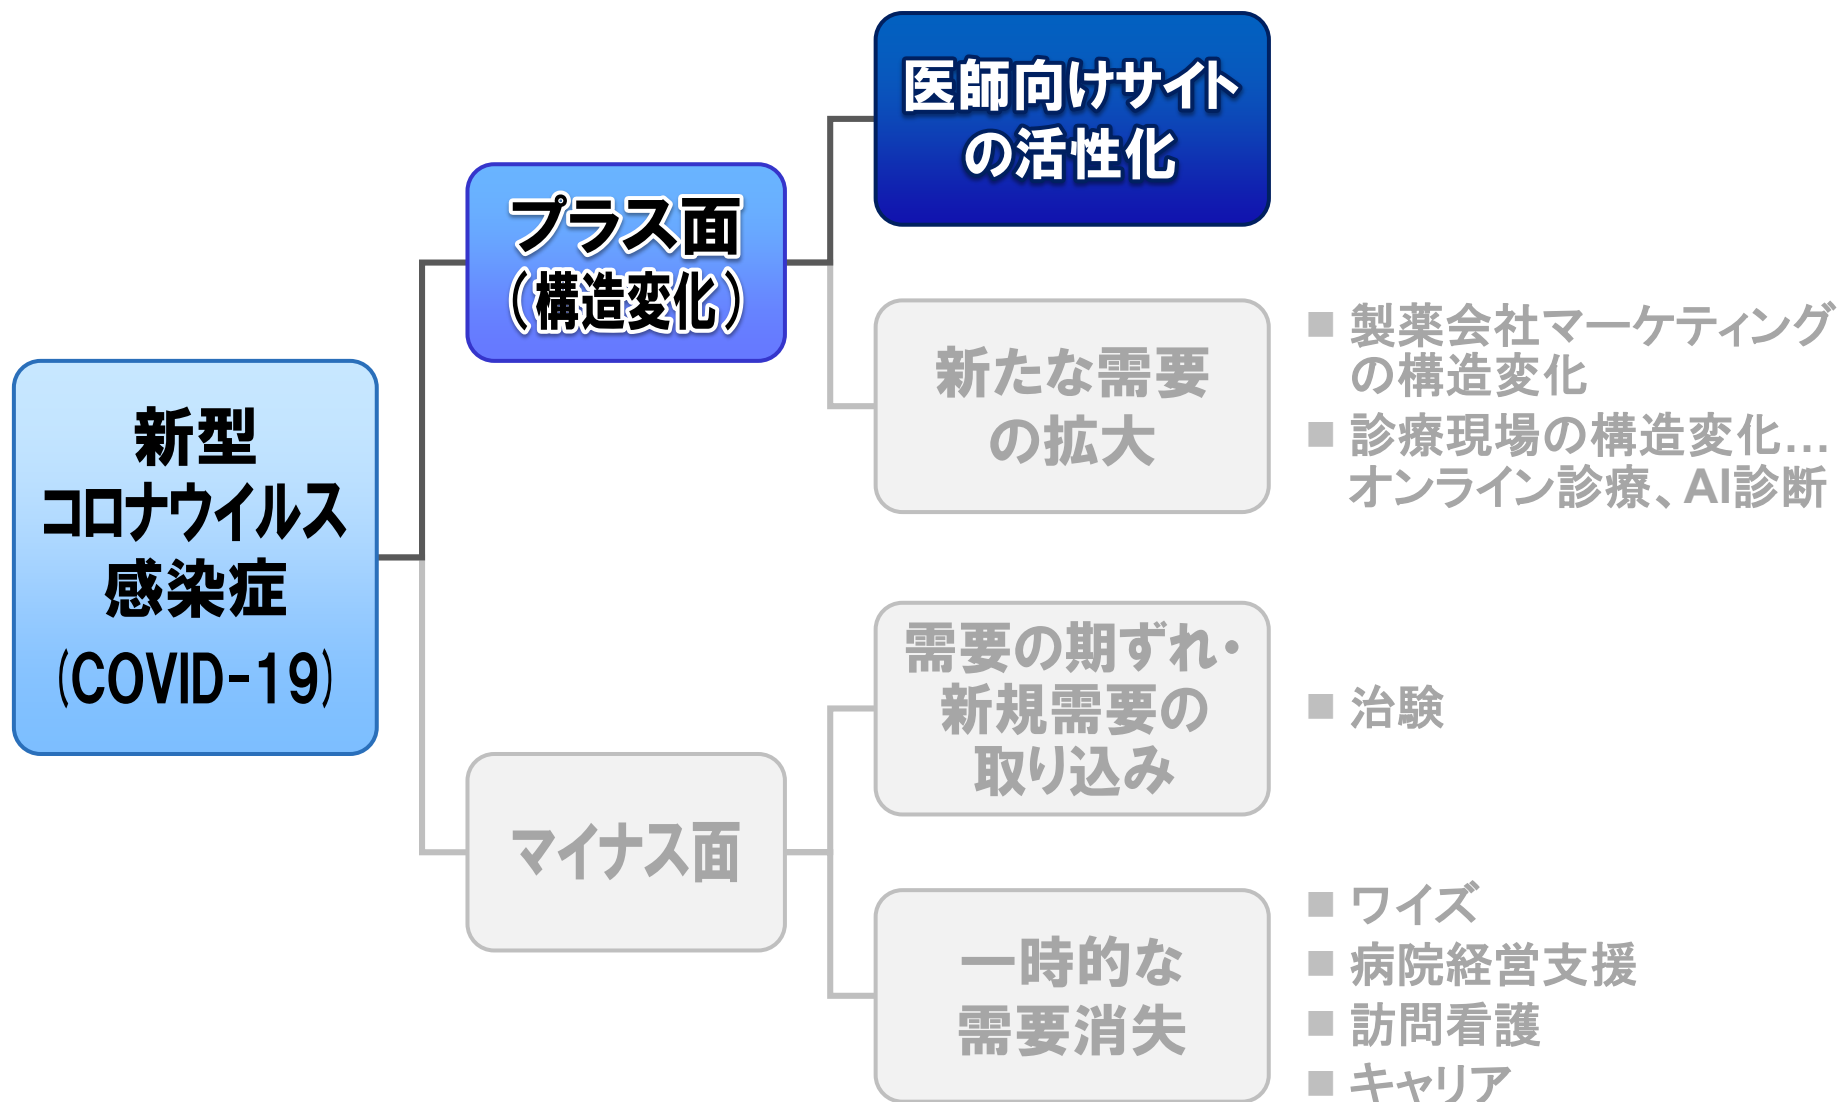 新型
コロナウイルス
感染症
(COVID-19)
プラス面
(構造変化)
医師向けサイト
の活性化
新たな需要
の拡大
■ 製薬会社マーケティング
の構造変化
■ 診療現場の構造変化…
オンライン診療、AI診断
マイナス面
需要の期ずれ・
新規需要の
取り込み
■ 治験
一時的な
需要消失
■ ワイズ
■ 病院経営支援
■ 訪問看護
■ キャリア